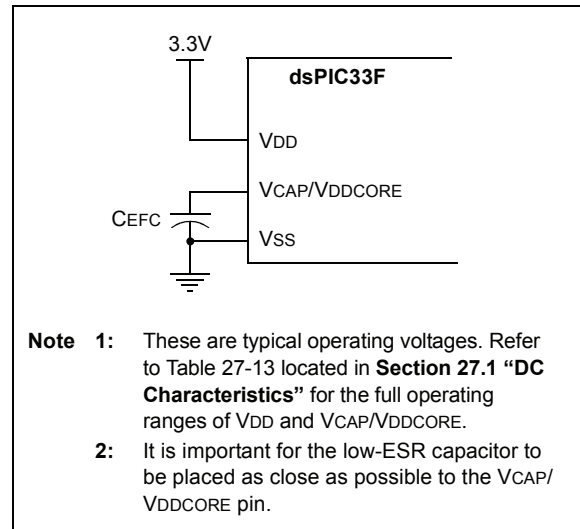 3.3V
dsPIC33F
VDD
VCAP/VDDCORE
CEFC
VSS
Note 1: These are typical operating voltages. Refer
to Table 27-13 located in Section 27.1 “DC
Characteristics” for the full operating
ranges of VDD and VCAP/VDDCORE.
2: It is important for the low-ESR capacitor to
be placed as close as possible to the VCAP/
VDDCORE pin.